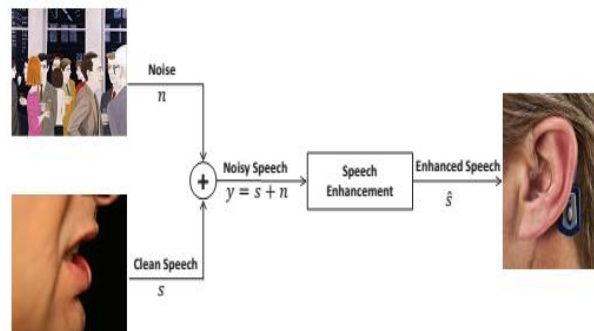 Noise
n
Noisy Speech
y = s + n
Speech
Enhancement
Enhanced Speech
ŝ
Clean Speech
s